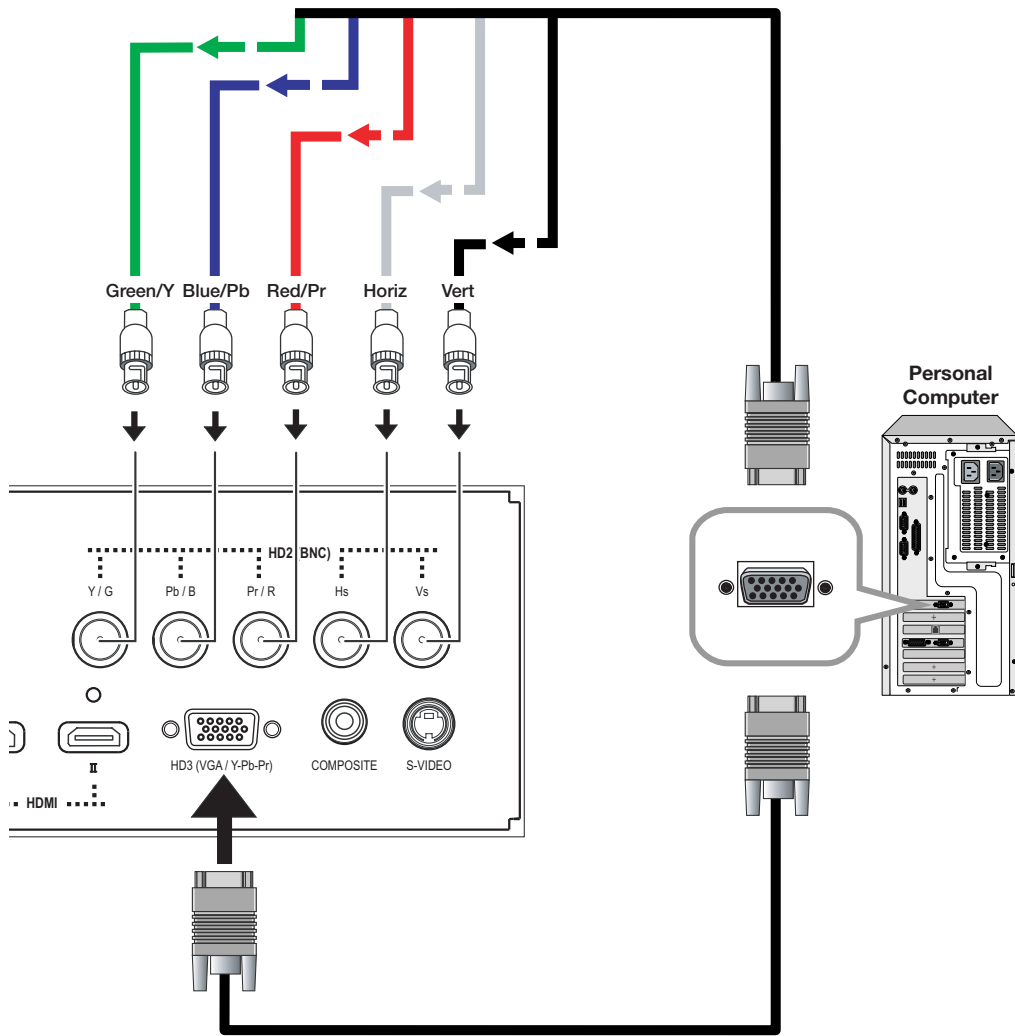 Green/Y Blue/Pb Red/Pr Horiz Vert
Personal
Computer
HD2 (BNC)
Y / G Pb / B Pr / R Hs Vs
HD3 (VGA / Y-Pb-Pr) COMPOSITE S-VIDEO
II
HDMI